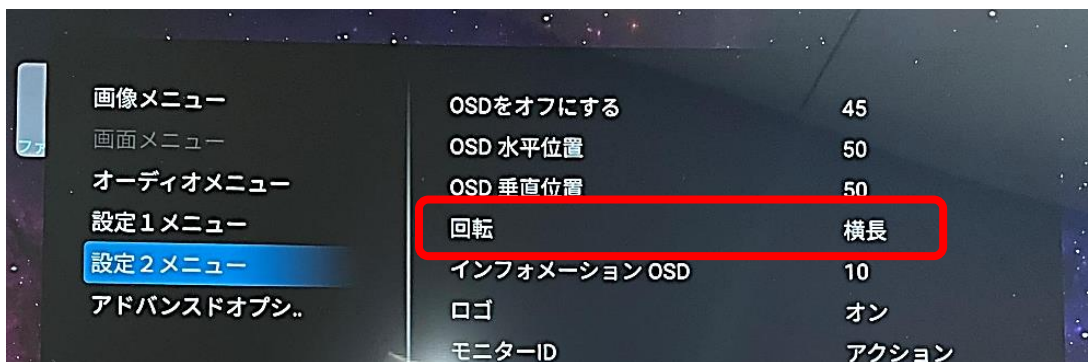 ファ
画像メニュー
画面メニュー
オーディオメニュー
設定1メニュー
設定2メニュー
アドバンスドオプシ..
OSDをオフにする 45
OSD 水平位置 50
OSD 垂直位置 50
回転 横長
インフォメーション OSD 10
ロゴ オン
モニターID アクション